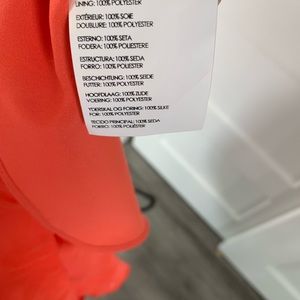 LINING: 100% POLYESTER
EXTÉRIEUR: 100% SOIE
DOUBLURE: 100% POLYESTER
ESTERNO: 100% SETA
FODERA: 100% POLIESTERE
ESTRUCTURA: 100% SEDA
FORRO: 100% POLIESTER
BESCHICHTUNG: 100% SEIDE
FUTTER: 100% POLYESTER
HOOFDLAAG: 100% ZIJDE
VOERING: 100% POLYESTER
YDERSKAL OG FORING: 100% SILKE
FOR: 100% POLYESTER
TECIDO PRINCIPAL: 100% SEDA
FORRO: 100% POLIÉSTER